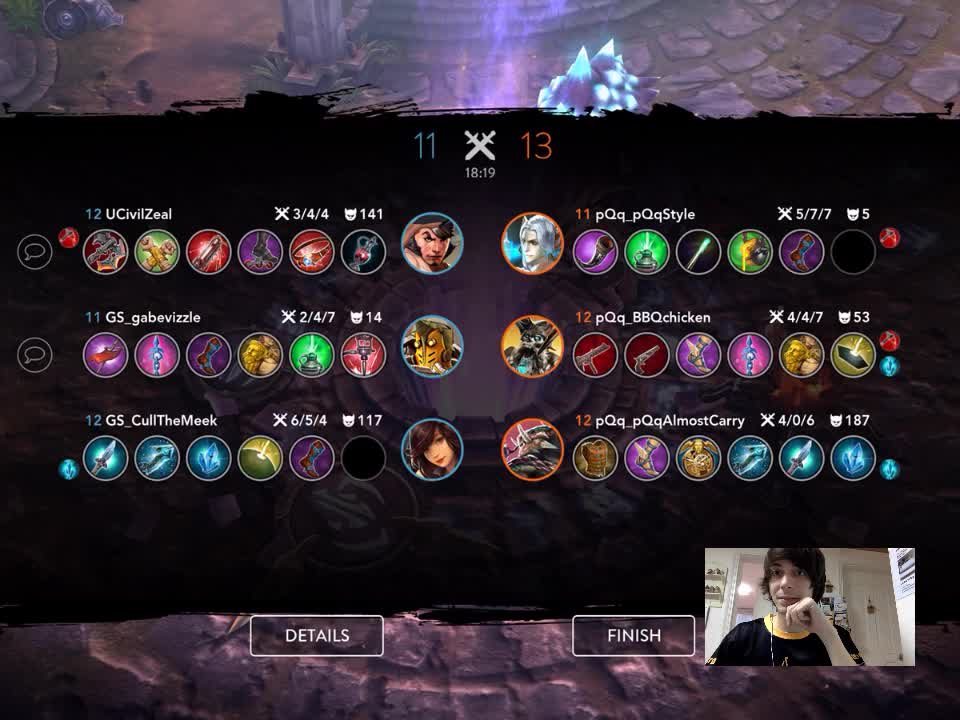 11 13
18:19
12 UCivilZeal 3/4/4 141
11 pQq_pQqStyle 5/7/7 5
11 GS_gabevizzle 2/4/7 14
12 pQq_BBQchicken 4/4/7 53
12 GS_CullTheMeek 6/5/4 117
12 pQq_pQqAlmostCarry 4/0/6 187
DETAILS FINISH